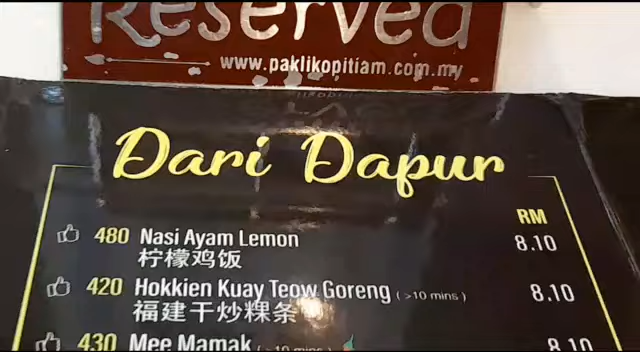 Reserved
www.paklikopitiam.com.my
Dari Dapur
RM
480 Nasi Ayam Lemon 8.10
柠檬鸡饭
420 Hokkien Kuay Teow Goreng (>10 mins) 8.10
福建干炒粿条
430 Mee Mamak (>10 mins) 8.10